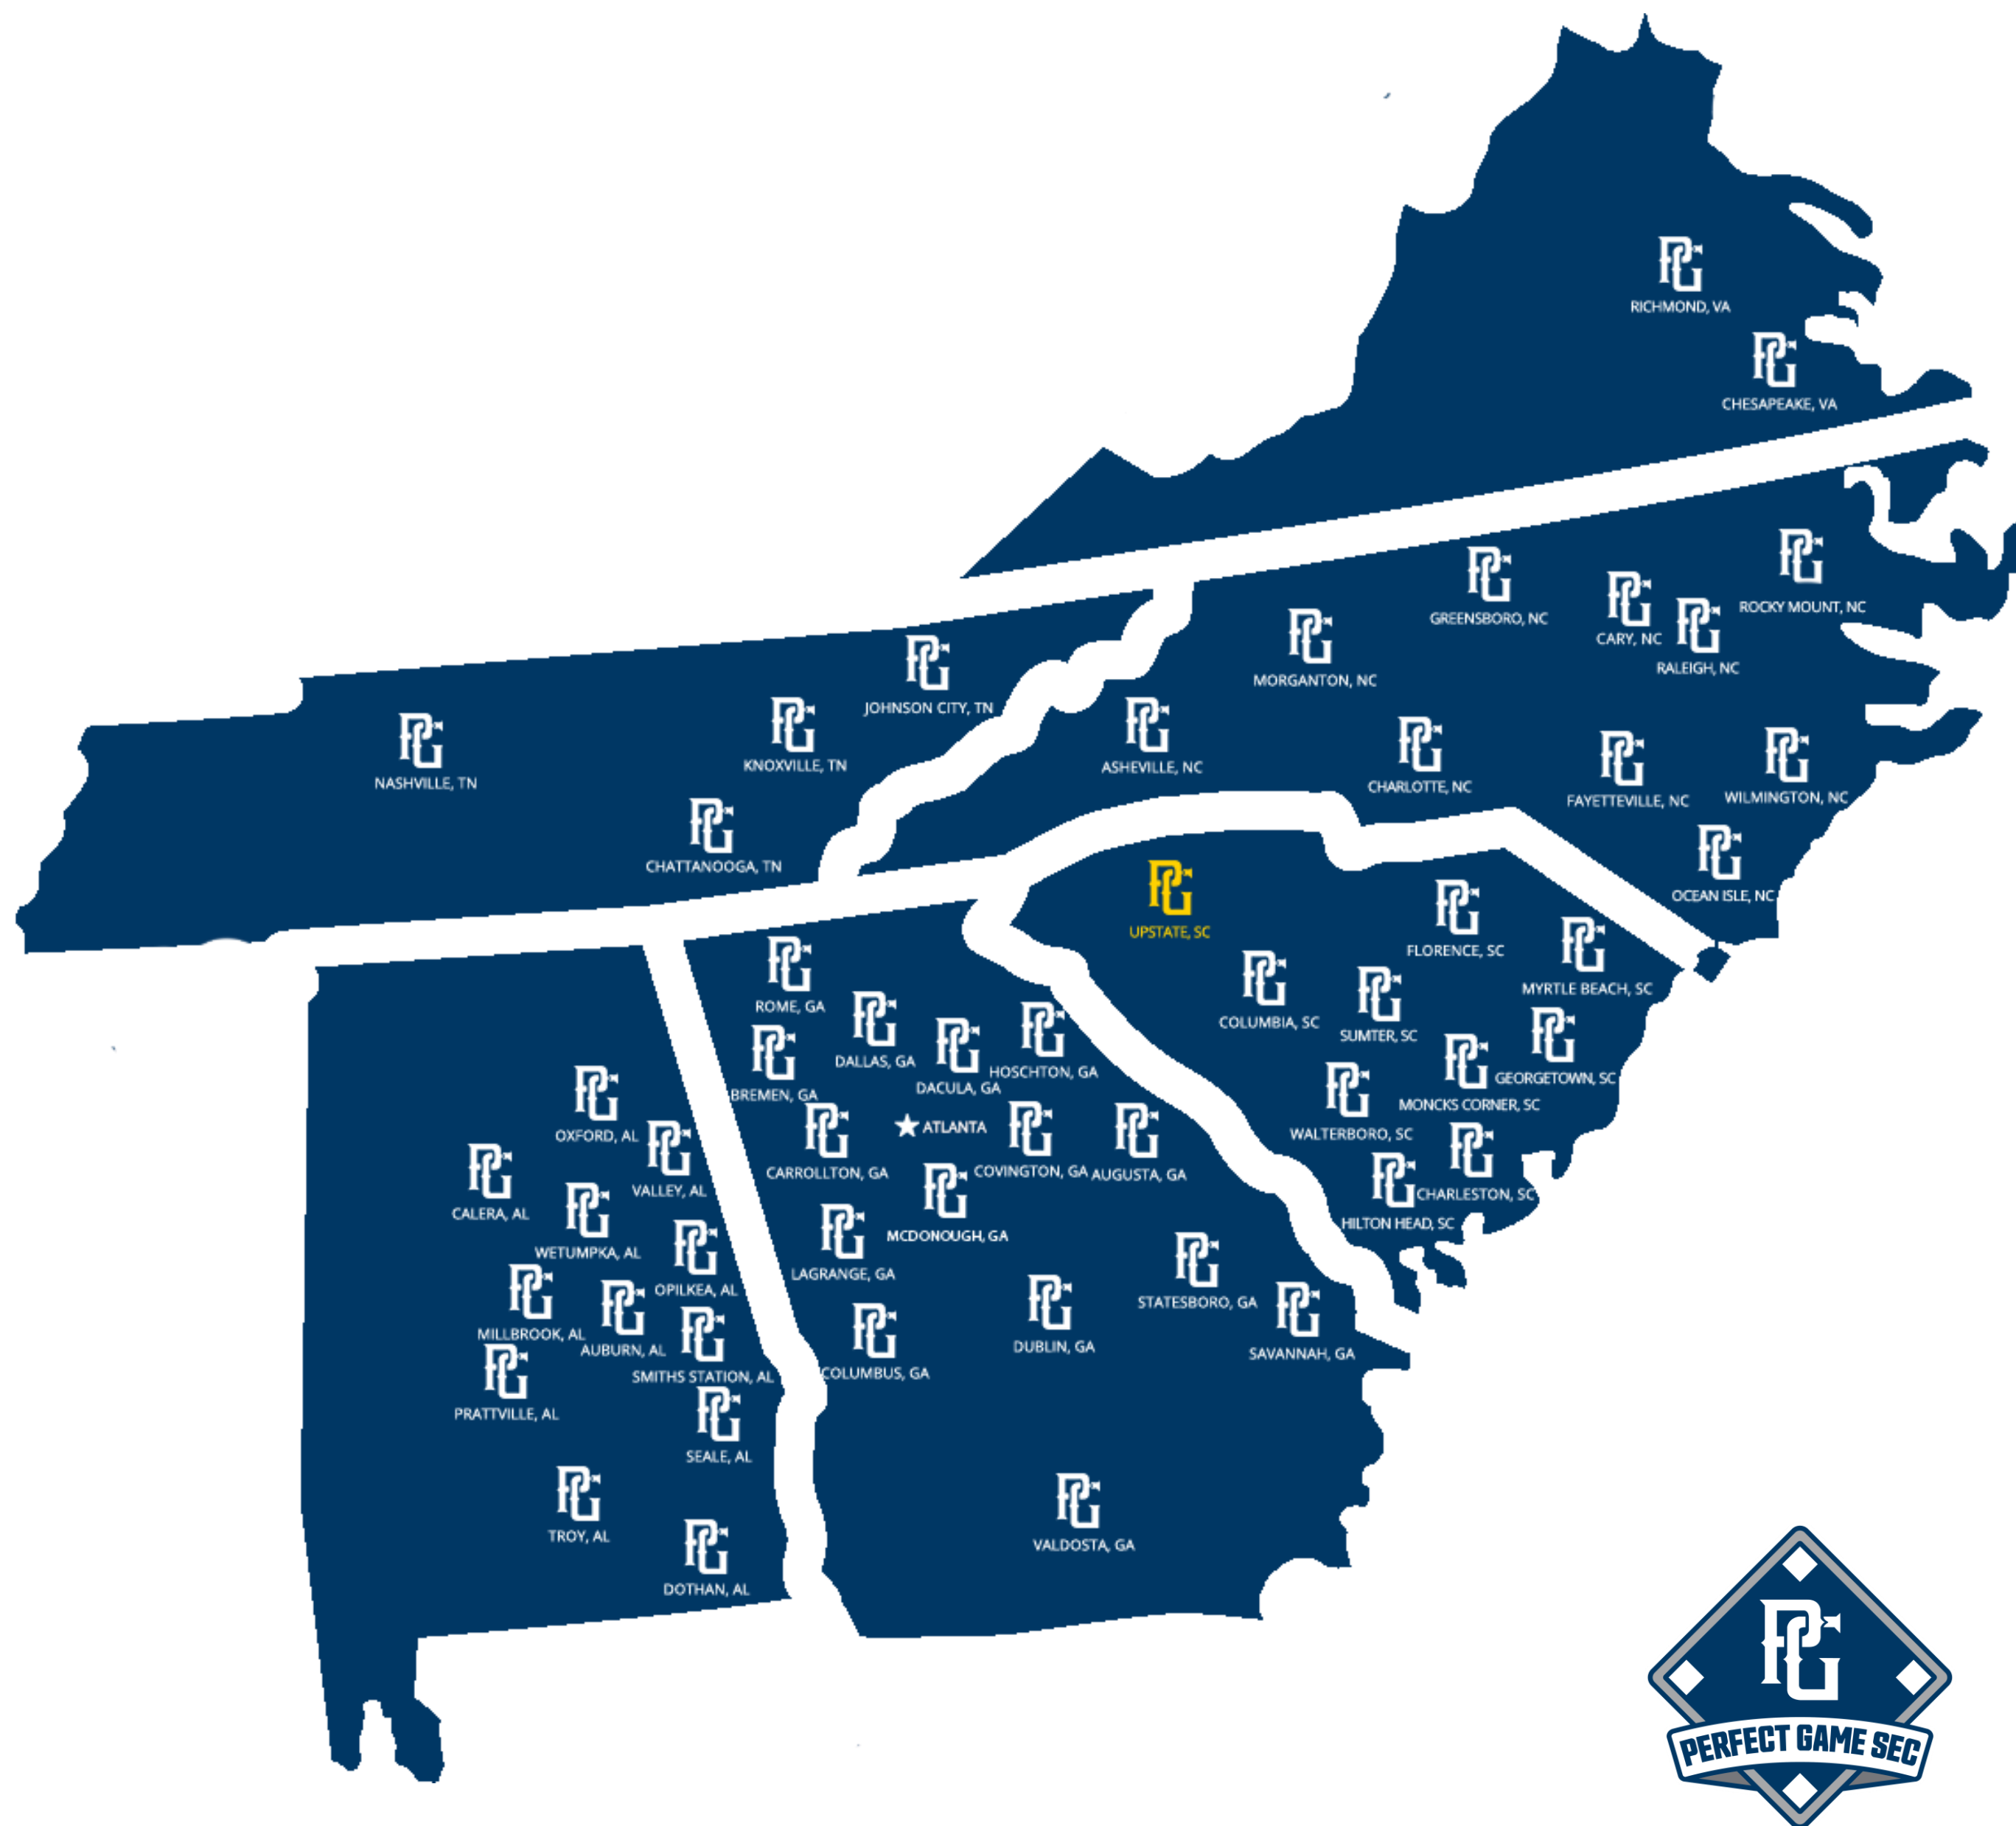 RICHMOND, VA
CHESAPEAKE, VA
GREENSBORO, NC
ROCKY MOUNT, NC
CARY, NC
RALEIGH, NC
MORGANTON, NC
JOHNSON CITY, TN
KNOXVILLE, TN
ASHEVILLE, NC
NASHVILLE, TN
CHARLOTTE, NC
FAYETTEVILLE, NC
WILMINGTON, NC
CHATTANOOGA, TN
OCEAN ISLE, NC
UPSTATE, SC
FLORENCE, SC
MYRTLE BEACH, SC
ROME, GA
COLUMBIA, SC
SUMTER, SC
DALLAS, GA
HOSCHTON, GA
GEORGETOWN, SC
DACULA, GA
BREMEN, GA
MONCKS CORNER, SC
ATLANTA
WALTERBORO, SC
OXFORD, AL
CARROLLTON, GA
COVINGTON, GA
AUGUSTA, GA
VALLEY, AL
CHARLESTON, SC
CALERA, AL
HILTON HEAD, SC
MCDONOUGH, GA
WETUMPKA, AL
LAGRANGE, GA
OPILKEA, AL
STATESBORO, GA
MILLBROOK, AL
AUBURN, AL
DUBLIN, GA
SAVANNAH, GA
SMITHS STATION, AL
COLUMBUS, GA
PRATTVILLE, AL
SEALE, AL
TROY, AL
VALDOSTA, GA
DOTHAN, AL
PG
PERFECT GAME SEC